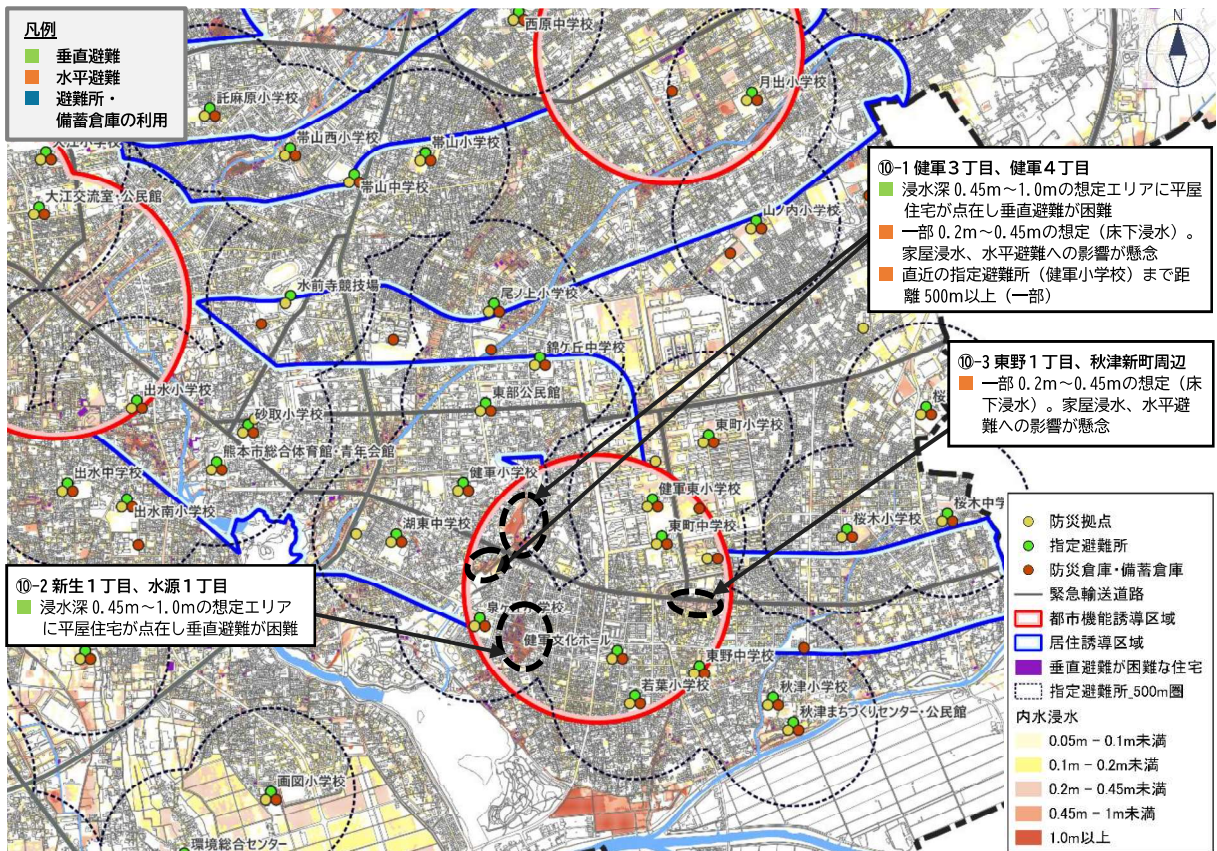 凡例
垂直避難
水平避難
避難所・
備蓄倉庫の利用
N
西原中学校
月出小学校
託麻原小学校
帯山西小学校
帯山小学校
帯山中学校
大江交流室・公民館
山ノ内小学校
⑩-1 健軍3丁目、健軍4丁目
浸水深 0.45m~1.0mの想定エリアに平屋
住宅が点在し垂直避難が困難
一部 0.2m~0.45mの想定(床下浸水)。
家屋浸水、水平避難への影響が懸念
直近の指定避難所(健軍小学校)まで距
離 500m以上(一部)
水前寺競技場
尾ノ上小学校
錦ケ丘中学校
⑩-3 東野1丁目、秋津新町周辺
一部 0.2m~0.45mの想定(床
下浸水)。家屋浸水、水平避
難への影響が懸念
出水小学校
砂取小学校
東部公民館
東町小学校
熊本市総合体育館・青年会館
健軍小学校
健軍東小学校
出水中学校
出水南小学校
湖東中学校
東町中学校
桜木小学校
桜木中学
⑩-2 新生1丁目、水源1丁目
浸水深 0.45m~1.0mの想定エリア
に平屋住宅が点在し垂直避難が困難
健軍文化ホール
東野中学校
若葉小学校
秋津小学校
秋津まちづくりセンター・公民館
画図小学校
環境総合センター
防災拠点
指定避難所
防災倉庫・備蓄倉庫
緊急輸送道路
都市機能誘導区域
居住誘導区域
垂直避難が困難な住宅
指定避難所_500m圏
内水浸水
0.05m - 0.1m未満
0.1m - 0.2m未満
0.2m - 0.45m未満
0.45m - 1m未満
1.0m以上